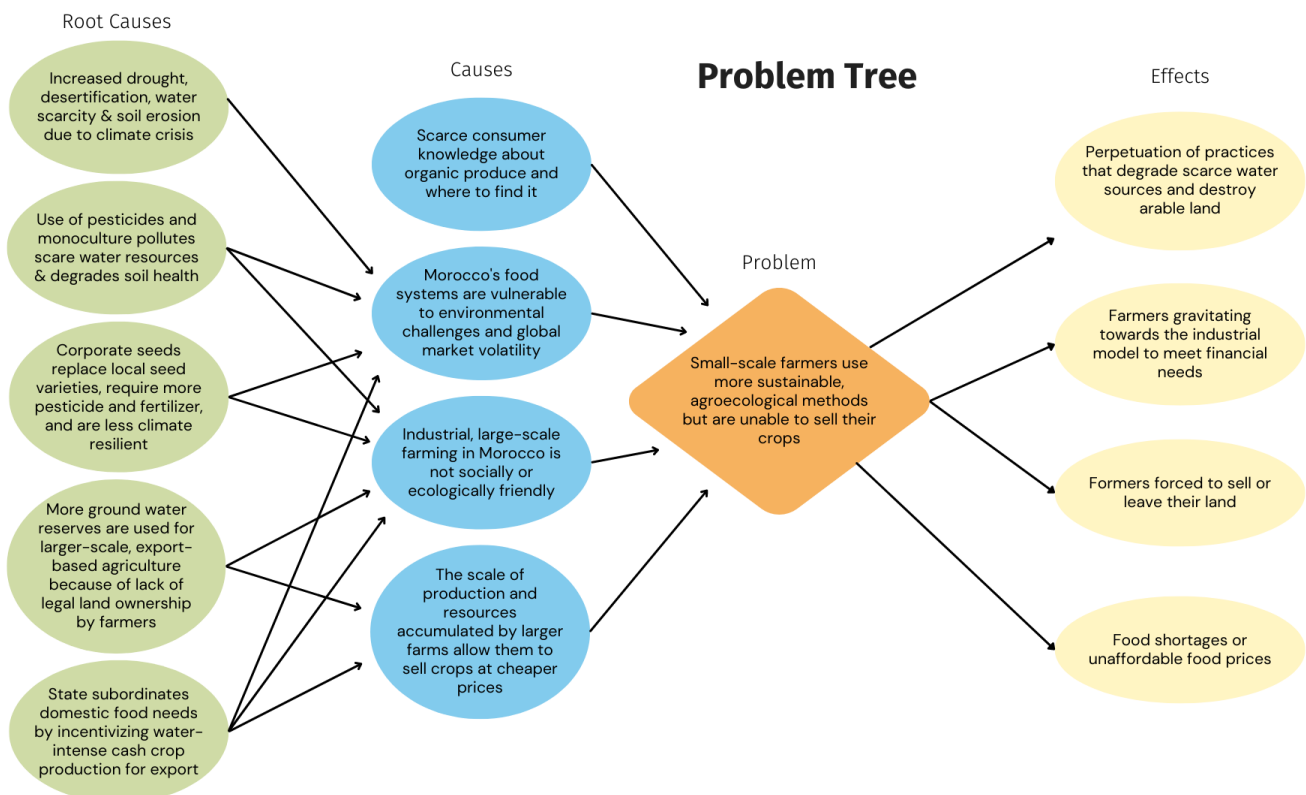 Root Causes
Increased drought,
desertification, water
scarcity & soil erosion
due to climate crisis
Use of pesticides and
monoculture pollutes
scare water resources
& degrades soil health
Corporate seeds
replace local seed
varieties, require more
pesticide and fertilizer,
and are less climate
resilient
More ground water
reserves are used for
larger-scale, export-
based agriculture
because of lack of
legal land ownership
by farmers
State subordinates
domestic food needs
by incentivizing water-
intense cash crop
production for export
Causes
Scarce consumer
knowledge about
organic produce and
where to find it
Morocco's food
systems are vulnerable
to environmental
challenges and global
market volatility
Industrial, large-scale
farming in Morocco is
not socially or
ecologically friendly
The scale of
production and
resources
accumulated by larger
farms allow them to
sell crops at cheaper
prices
Problem Tree
Problem
Small-scale farmers use
more sustainable,
agroecological methods
but are unable to sell their
crops
Effects
Perpetuation of practices
that degrade scarce water
sources and destroy
arable land
Farmers gravitating
towards the industrial
model to meet financial
needs
Formers forced to sell or
leave their land
Food shortages or
unaffordable food prices